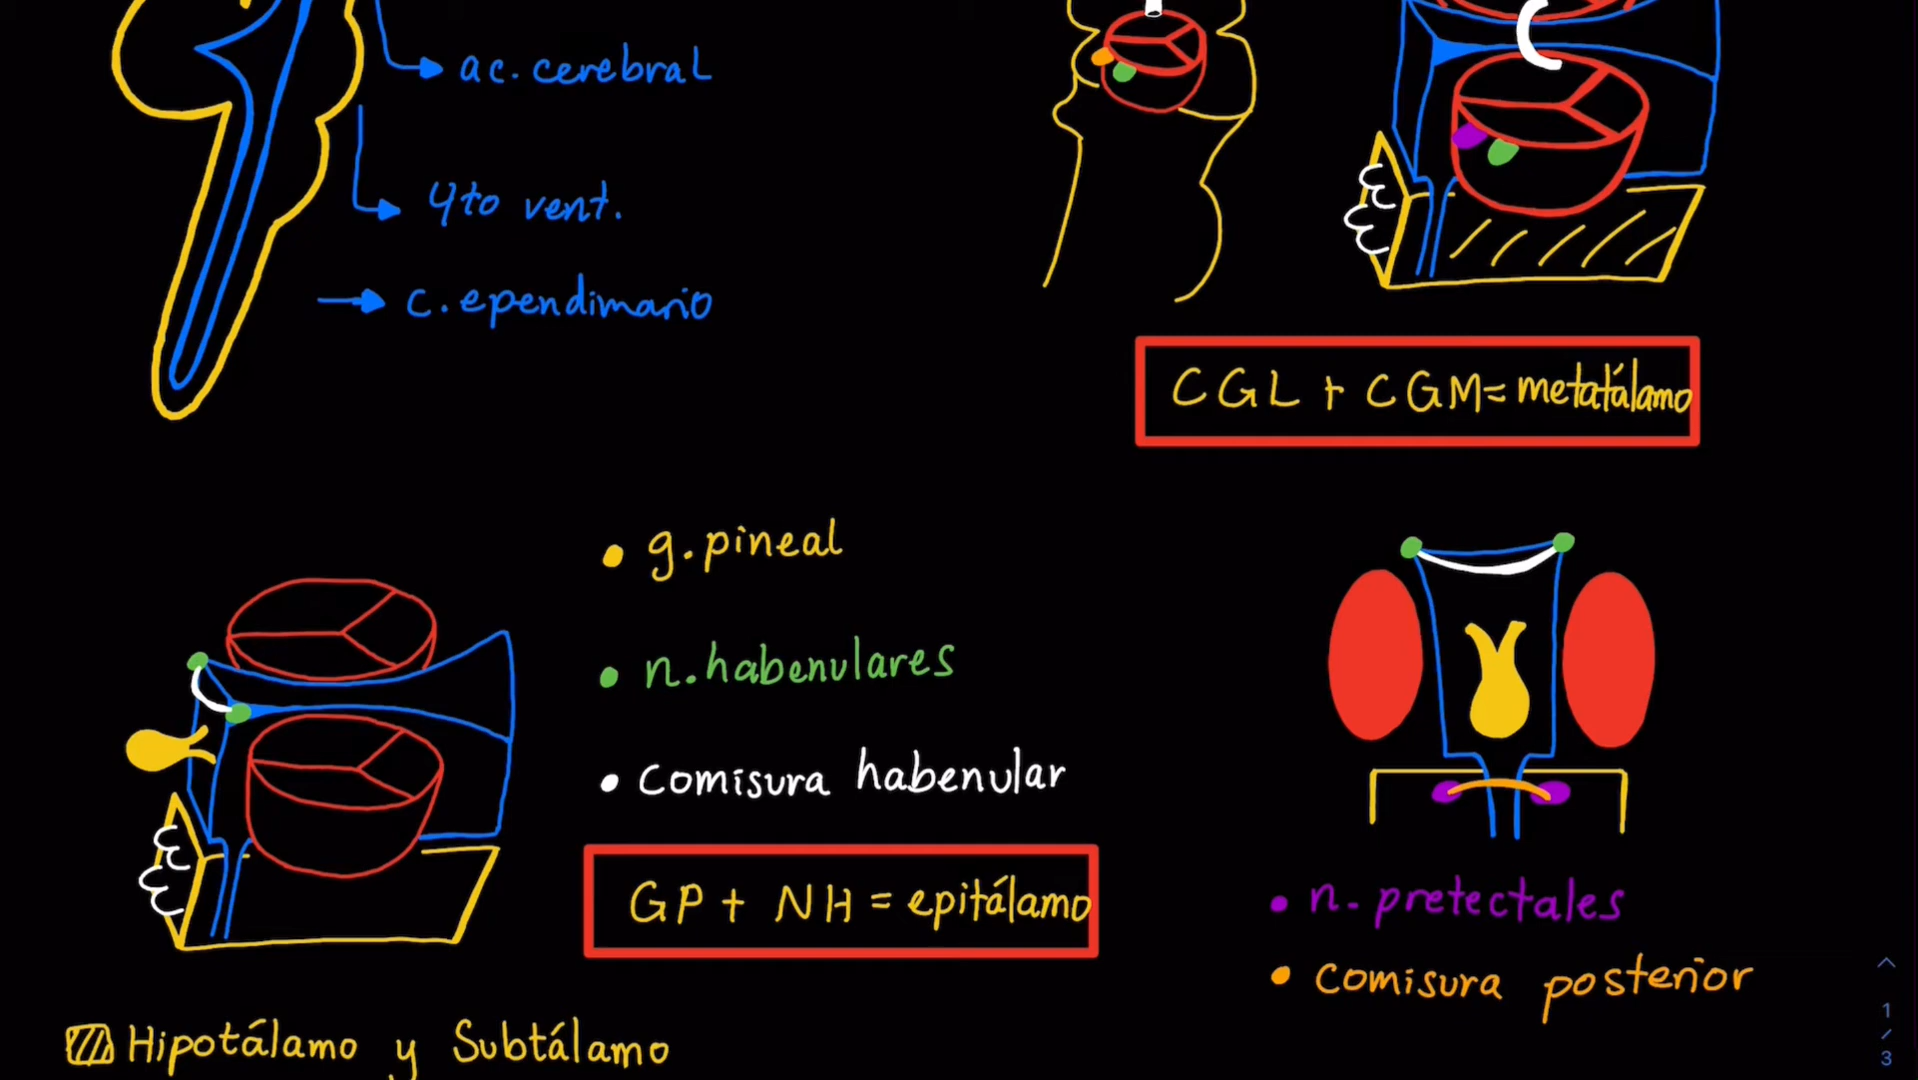 ac. cerebral
4to vent.
c. ependimario
CGL + CGM = metatálamo
g. pineal
n. habenulares
comisura habenular
GP + NH = epitálamo
n. pretectales
comisura posterior
Hipotálamo y Subtálamo
1
/
3